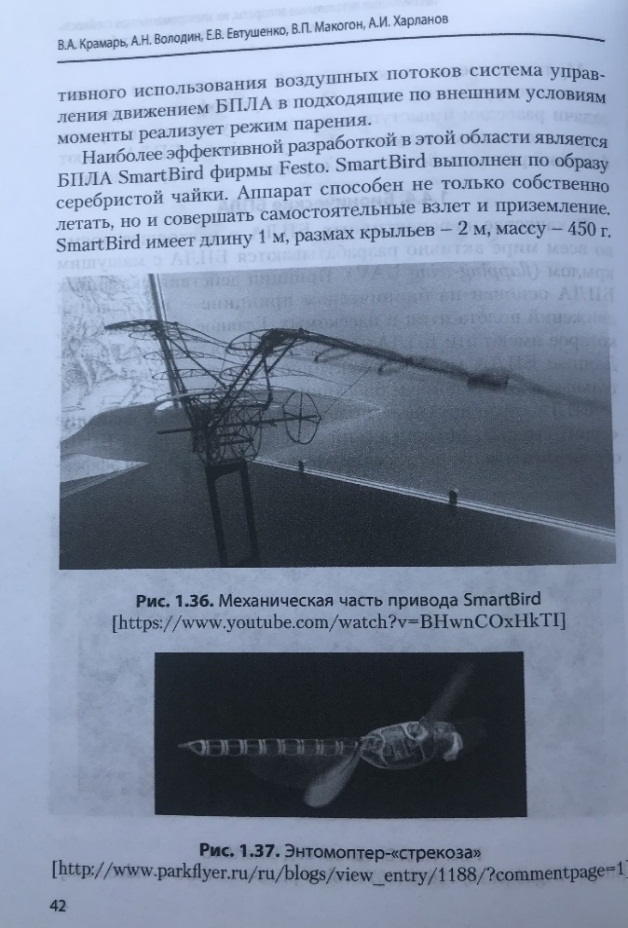 В.А. Крамарь, А.Н. Володин, Е.В. Евтушенко, В.П. Макогон, А.И. Харланов
тивного использования воздушных потоков система управ-
ления движением БПЛА в подходящие по внешним условиям
моменты реализует режим парения.
Наиболее эффективной разработкой в этой области является
БПЛА SmartBird фирмы Festo. SmartBird выполнен по образу
серебристой чайки. Аппарат способен не только собственно
летать, но и совершать самостоятельные взлет и приземление.
SmartBird имеет длину 1 м, размах крыльев – 2 м, массу – 450 г.
Рис. 1.36. Механическая часть привода SmartBird
[https://www.youtube.com/watch?v=BHwnCOxHkTI]
Рис. 1.37. Энтомоптер-«стрекоза»
[http://www.parkflyer.ru/ru/blogs/view_entry/1188/?commentpage=1]
42